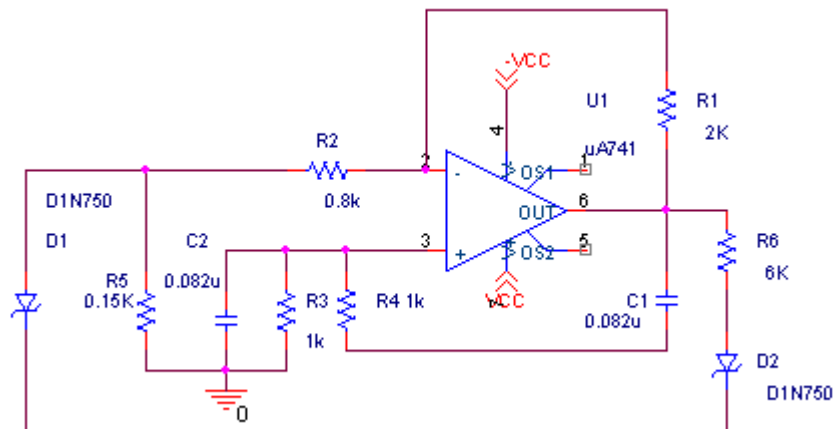 -VCC
U1
R1
2K
4
R2
0.8k
2
-
OS1
1
uA741
OUT
6
D1N750
D1
C2
0.082u
3
+
OS2
5
R6
6K
R5
0.15K
R3
1k
R4 1k
VCC
C1
0.082u
D2
D1N750
0